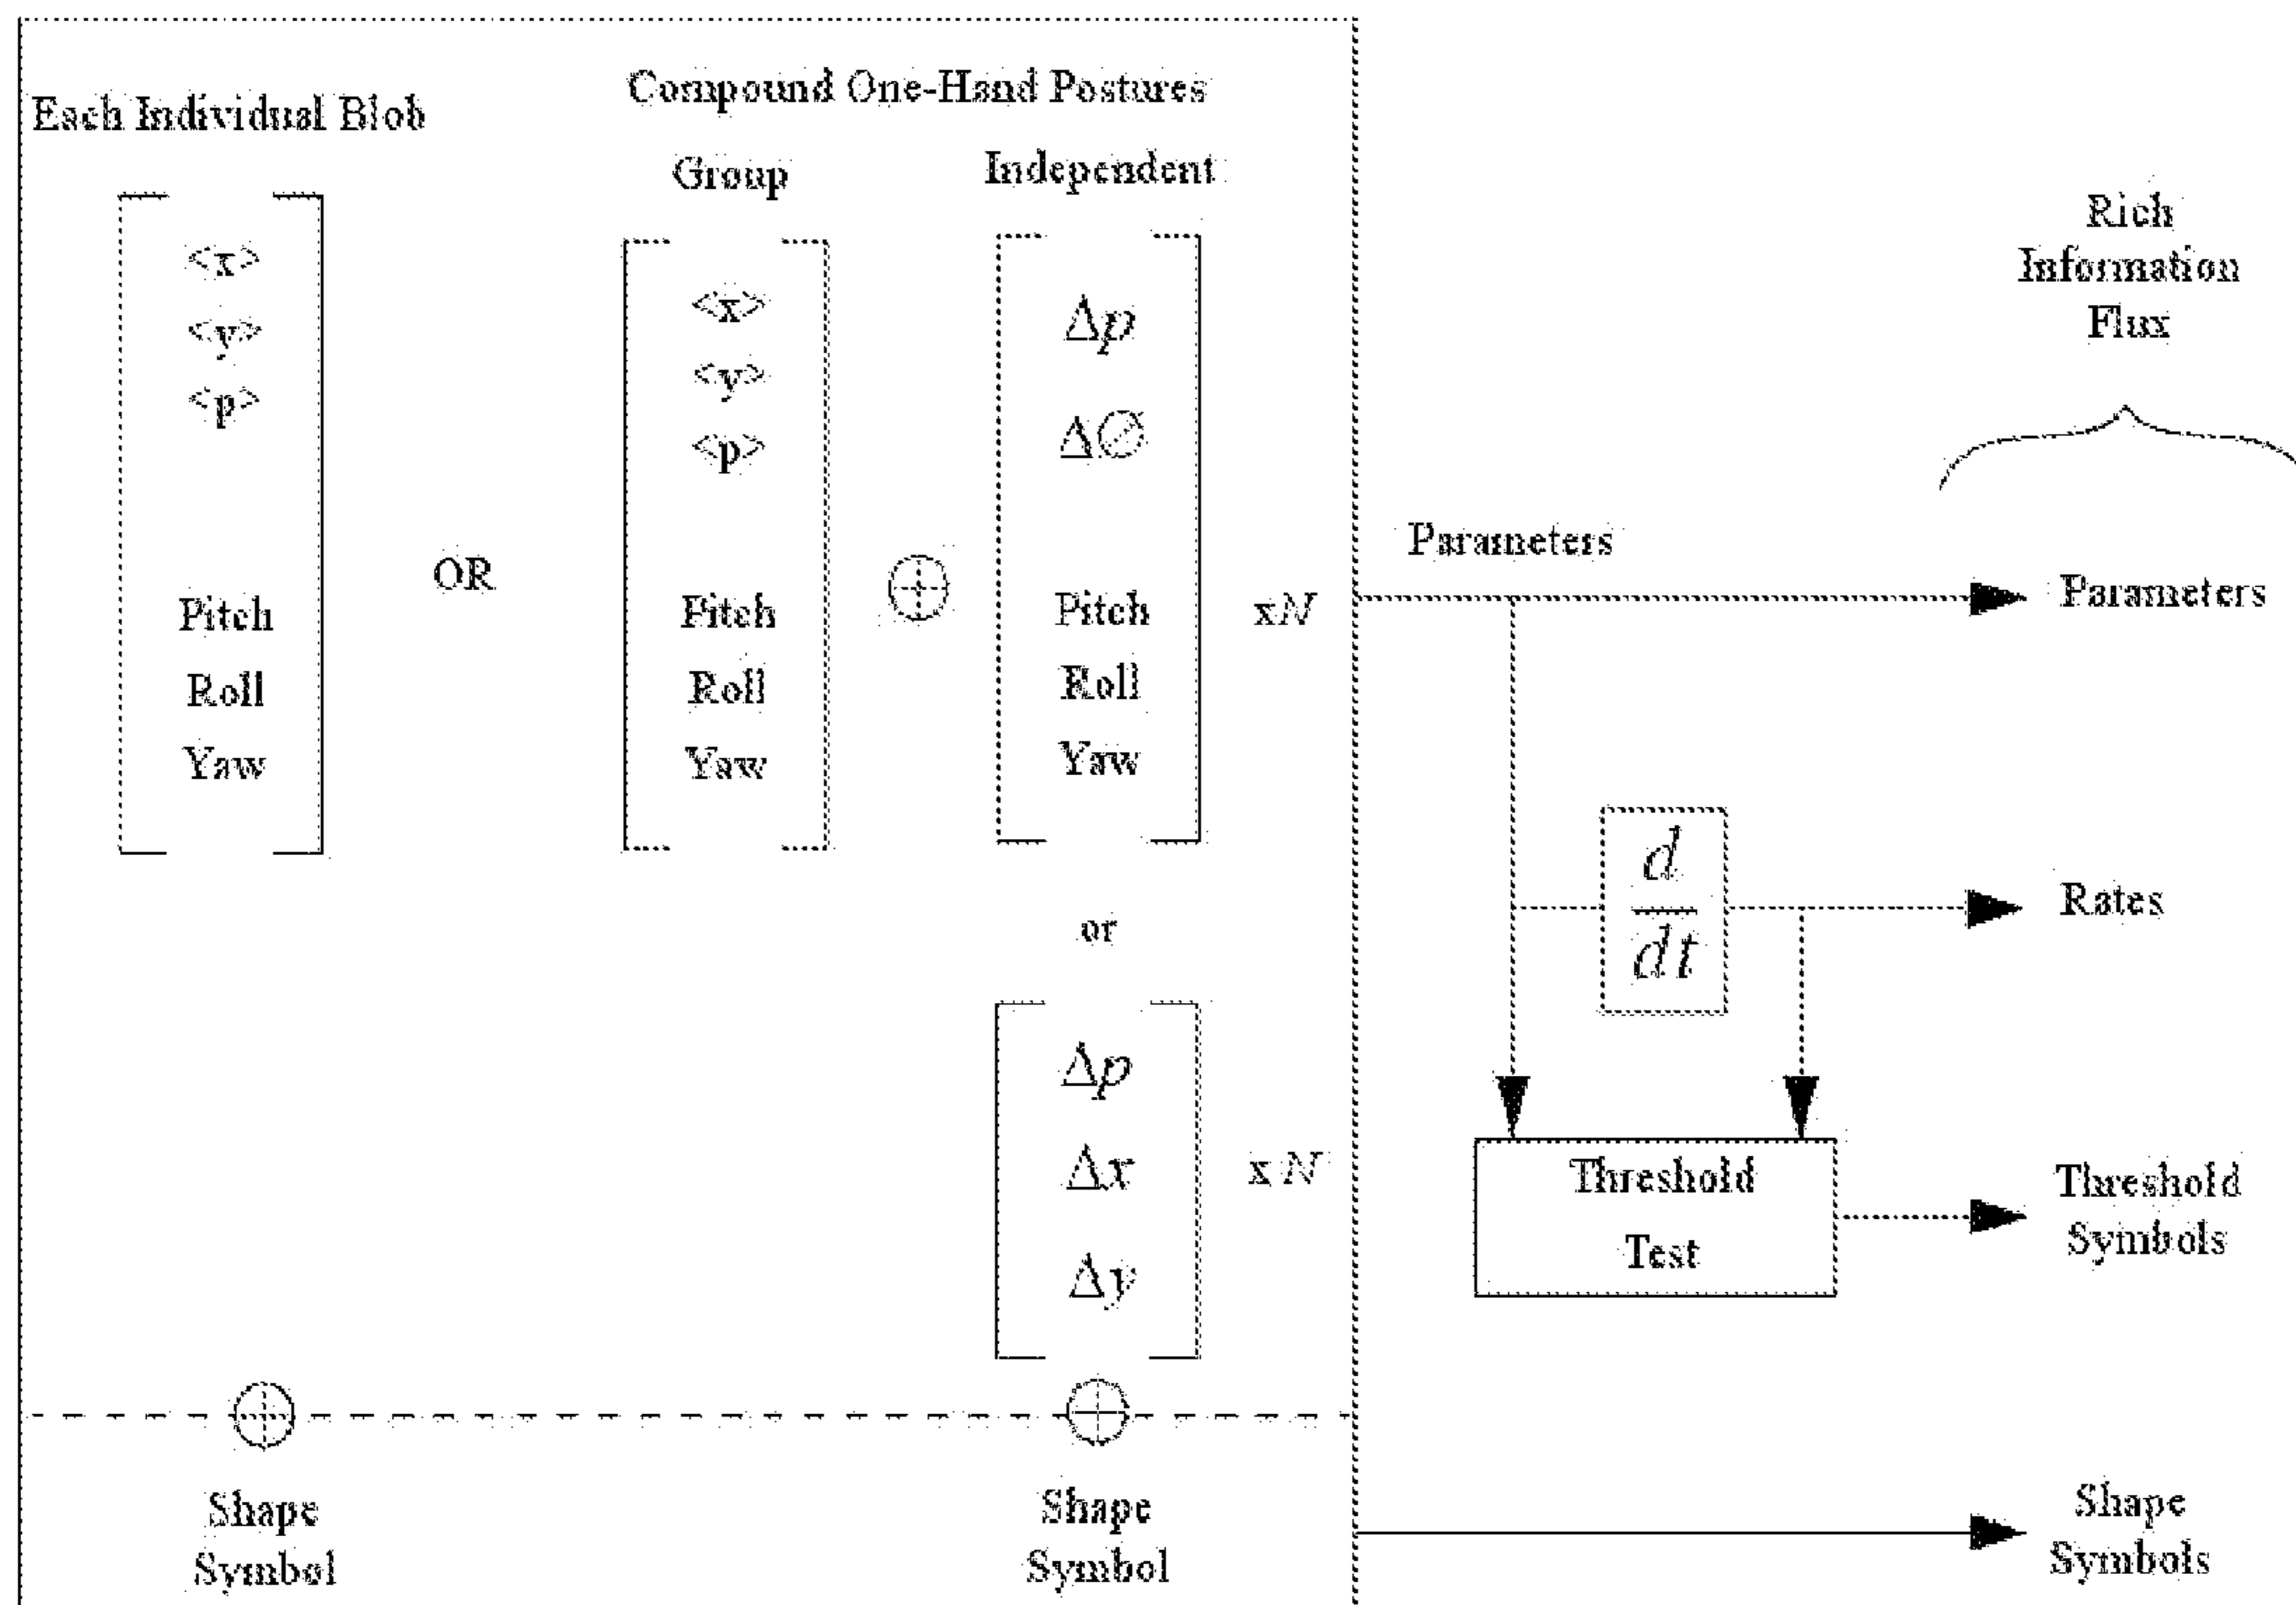 Each Individual Blob
<x>
<y>
<p>
Pitch
Roll
Yaw
OR
Compound One-Hand Postures
Group
<x>
<y>
<p>
Pitch
Roll
Yaw
⊕
Independent
Δp
Δ∅
Pitch
Roll
Yaw
xN
or
Δp
Δx
Δy
x N
⊕
Shape
Symbol
⊕
Shape
Symbol
Parameters
d
dt
Threshold
Test
Rich
Information
Flux
Parameters
Rates
Threshold
Symbols
Shape
Symbols